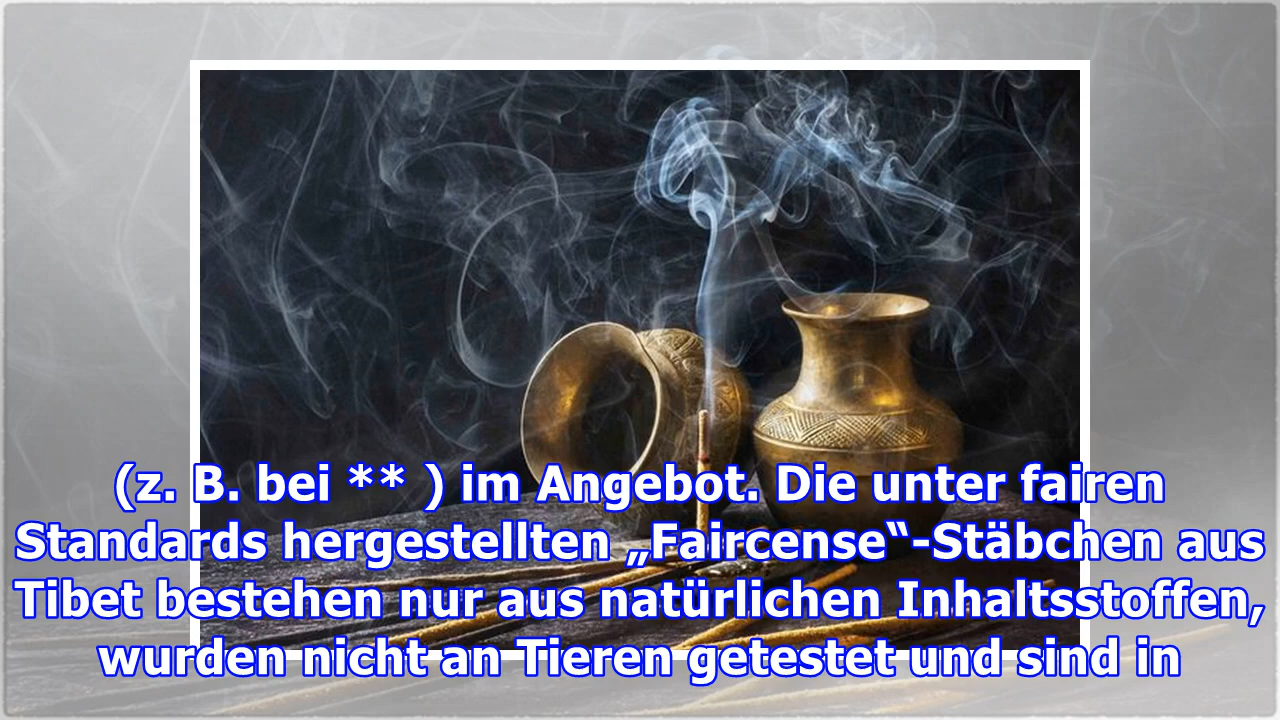 (z. B. bei ** ) im Angebot. Die unter fairen
Standards hergestellten „Faircense“-Stäbchen aus
Tibet bestehen nur aus natürlichen Inhaltsstoffen,
wurden nicht an Tieren getestet und sind in